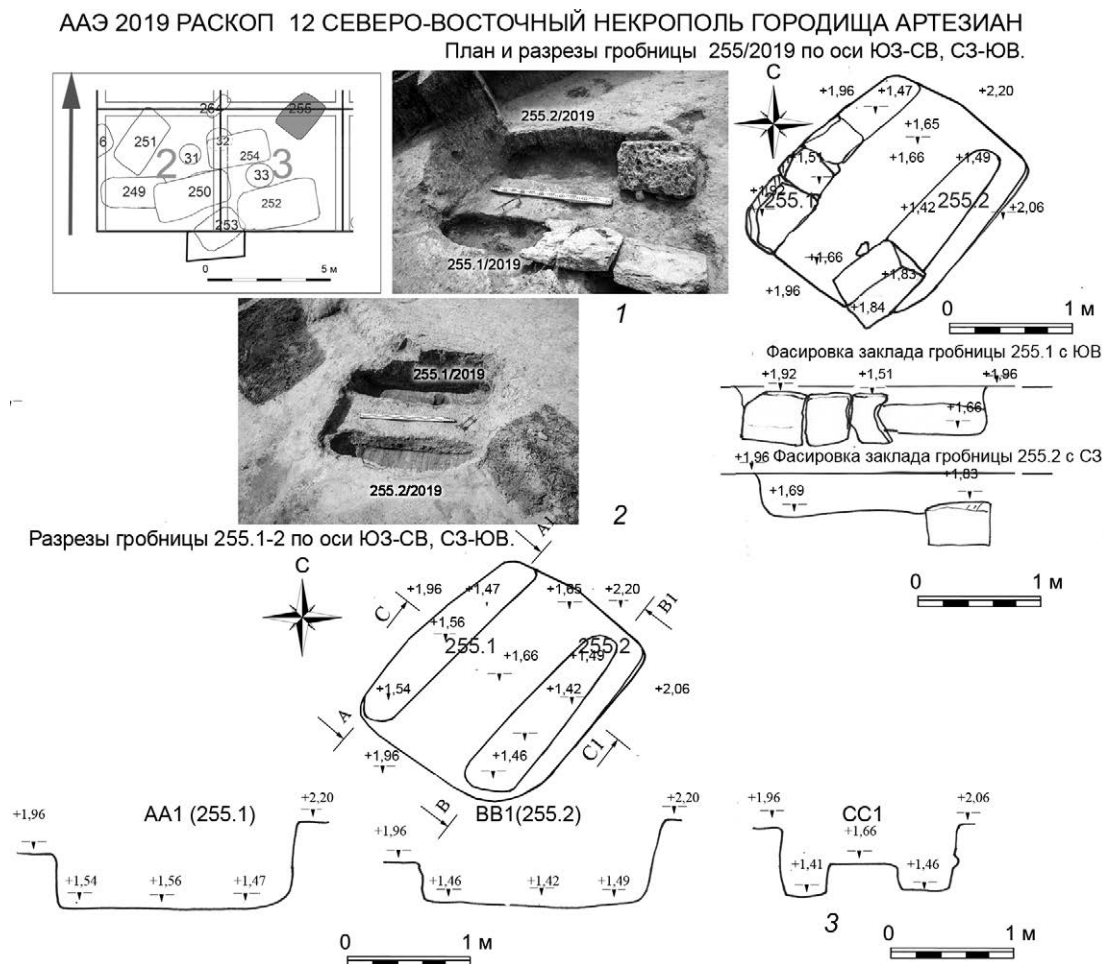 ААЭ 2019 РАСКОП 12 СЕВЕРО-ВОСТОЧНЫЙ НЕКРОПОЛЬ ГОРОДИЩА АРТЕЗИАН
План и разрезы гробницы 255/2019 по оси ЮЗ-СВ, СЗ-ЮВ.
264 255
6 251 2 31 32 254 3
33
249 250 252
253
0 5 м
255.2/2019
255.1/2019
1
С
+1,96 +1,47 +2,20
+1,65
+1,51 +1,66 +1,49
+1,92
255.1 +1,42 255.2 +2,06
+1,66
+1,83
+1,96
+1,84
0 1 м
255.1/2019
255.2/2019
2
Фасировка заклада гробницы 255.1 с ЮВ
+1,92 +1,51 +1,96
+1,66
+1,96 Фасировка заклада гробницы 255.2 с СЗ
+1,83
+1,69
0 1 м
Разрезы гробницы 255.1-2 по оси ЮЗ-СВ, СЗ-ЮВ.
С
A1
+1,96 +1,47 +1,65 +2,20
C B1
+1,56
255.1 255.2
+1,66 +1,49
+1,54 +1,42 +2,06
A
+1,46 C1
+1,96
B
+1,96 АА1 (255.1) +2,20
+1,54 +1,56 +1,47
0 1 м
+1,96 ВВ1(255.2) +2,20
+1,46 +1,42 +1,49
+1,96 СС1 +2,06
+1,66
+1,41 +1,46
3
0 1 м